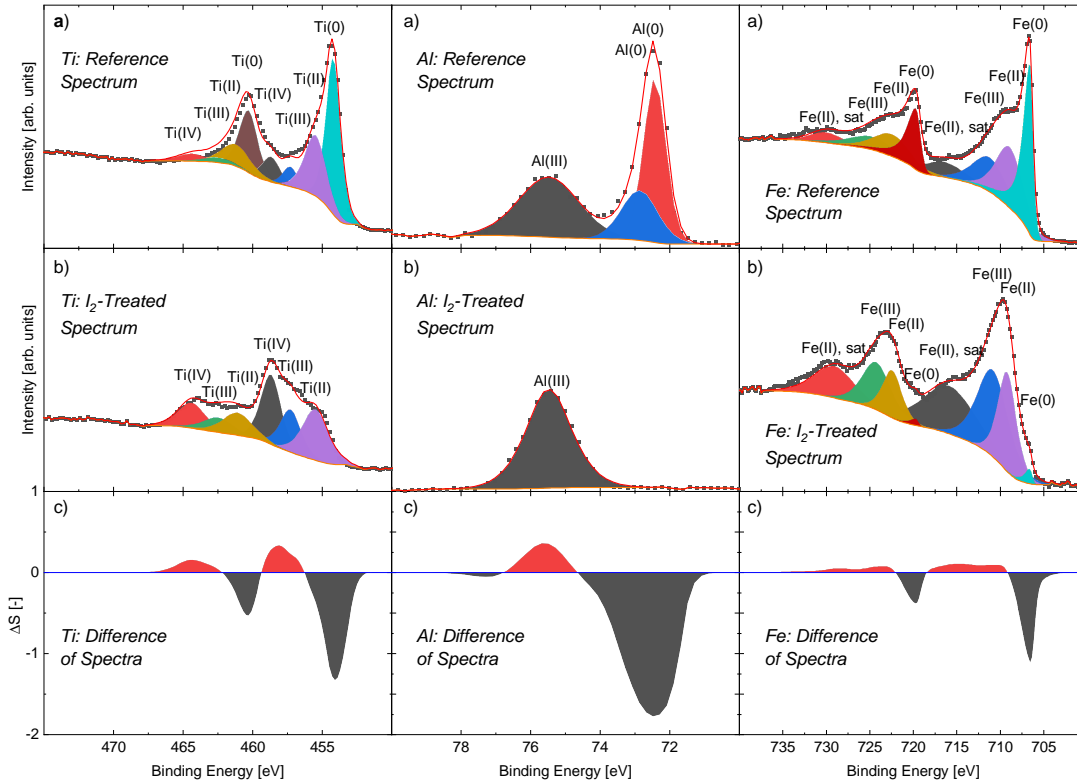 a)
Ti: Reference
Spectrum
Ti(0)
Ti(0)
Ti(II)
Ti(II)
Ti(IV)
Ti(III)
Ti(III)
Ti(IV)
Intensity [arb. units]
a)
Al: Reference
Spectrum
Al(0)
Al(0)
Al(III)
a)
Fe(0)
Fe(0)
Fe(II)
Fe(II)
Fe(III)
Fe(III)
Fe(II), sat
Fe(II), sat
Fe: Reference
Spectrum
b)
Ti: I₂-Treated
Spectrum
Ti(IV)
Ti(III)
Ti(IV)
Ti(II)
Ti(II)
Ti(III)
Intensity [arb. units]
b)
Al: I₂-Treated
Spectrum
Al(III)
b)
Fe(III)
Fe(II)
Fe(III)
Fe(II)
Fe(II), sat
Fe(II), sat
Fe(0)
Fe(0)
Fe: I₂-Treated
Spectrum
c)
Ti: Difference
of Spectra
c)
Al: Difference
of Spectra
c)
Fe: Difference
of Spectra
1
0
-1
-2
ΔS [-]
470 465 460 455
78 76 74 72
735 730 725 720 715 710 705
Binding Energy [eV]
Binding Energy [eV]
Binding Energy [eV]